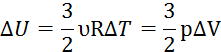 ΔU = 3/2 υRΔT = 3/2 pΔV